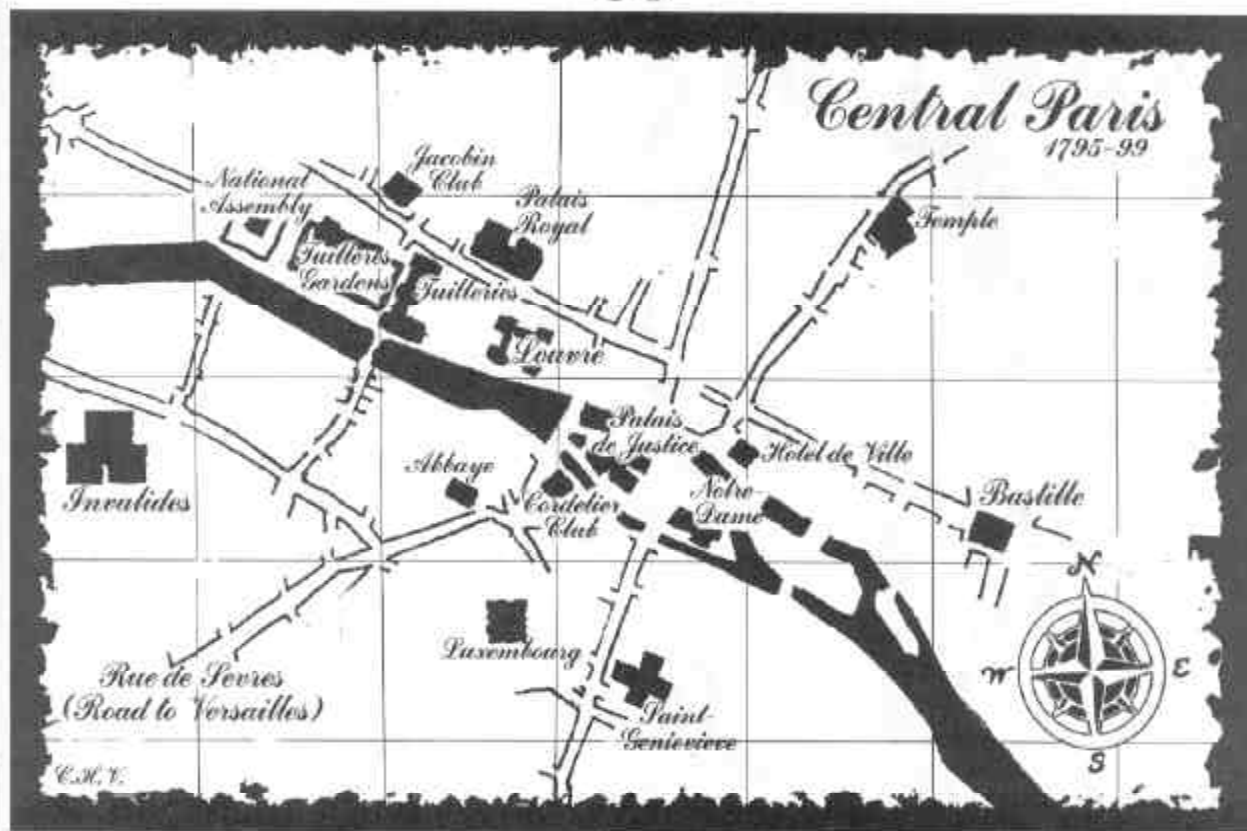 Central Paris
1795-99
Jacobin
Club
National
Assembly
Palais
Royal
Temple
Tuilleries
Gardens
Tuilleries
Louvre
Palais
de Justice
Hotel de Ville
Abbaye
Invalides
Cordelier
Club
Notre-
Dame
Bastille
N
W
E
S
Luxembourg
Rue de Sevres
(Road to Versailles)
Saint-
Genievieve
C.H.V.